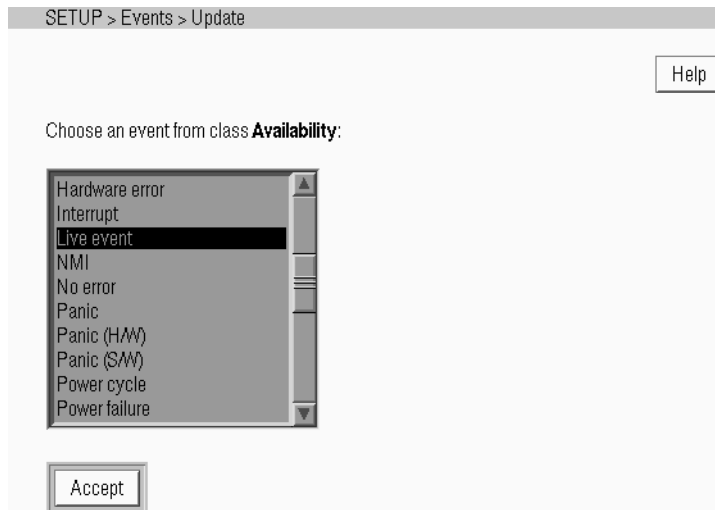 SETUP > Events > Update
Help
Choose an event from class Availability:
Hardware error
Interrupt
Live event
NMI
No error
Panic
Panic (H/W)
Panic (S/W)
Power cycle
Power failure
Accept